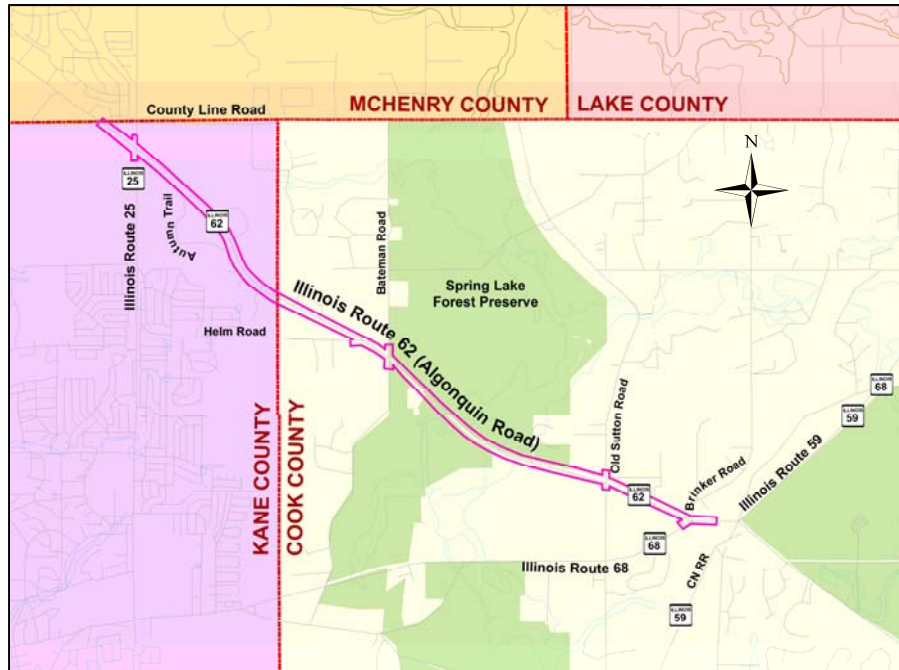 County Line Road
MCHENRY COUNTY
LAKE COUNTY
N
ILLINOIS
25
Illinois Route 25
Autumn Trail
ILLINOIS
62
Bateman Road
Spring Lake
Forest Preserve
Helm Road
Illinois Route 62 (Algonquin Road)
KANE COUNTY
COOK COUNTY
Old Sutton Road
ILLINOIS
68
ILLINOIS
59
Illinois Route 59
Brinker Road
ILLINOIS
62
ILLINOIS
68
Illinois Route 68
CN RR
ILLINOIS
59